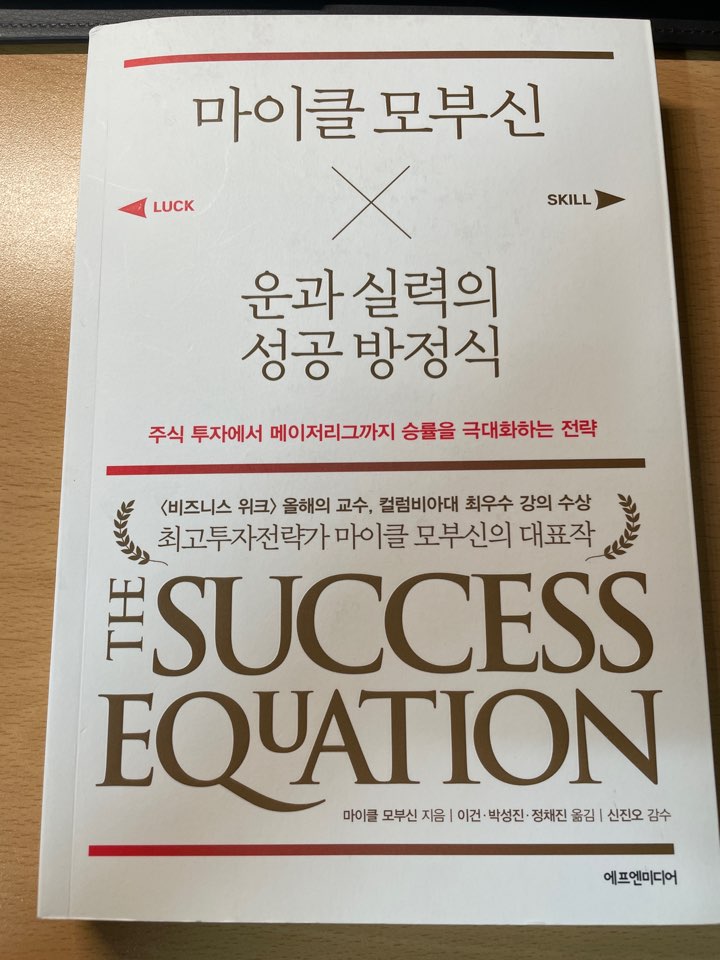 마이클 모부신
LUCK
SKILL
운과 실력의
성공 방정식
주식 투자에서 메이저리그까지 승률을 극대화하는 전략
<비즈니스 위크> 올해의 교수, 컬럼비아대 최우수 강의 수상
최고투자전략가 마이클 모부신의 대표작
THE SUCCESS
EQUATION
마이클 모부신 지음 | 이건·박성진·정채진 옮김 | 신진오 감수
에프엔미디어